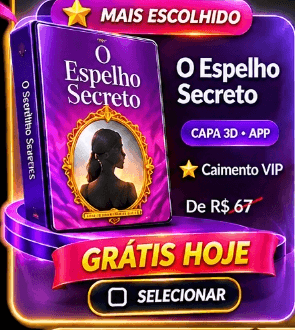 MAIS ESCOLHIDO
O
Espelho
Secreto
O Espelho
Secreto
CAPA 3D • APP
Caimento VIP
De R$ 67
GRÁTIS HOJE
SELECIONAR